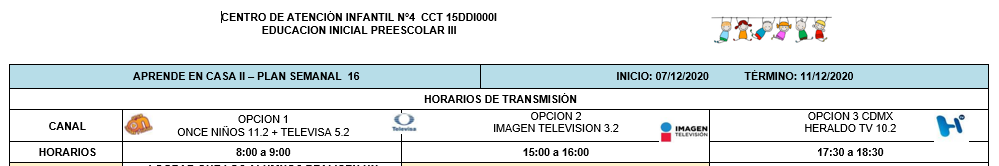 CENTRO DE ATENCIÓN INFANTIL N°4 CCT 15DDI000I
EDUCACION INICIAL PREESCOLAR III
APRENDE EN CASA II – PLAN SEMANAL 16
INICIO: 07/12/2020 TÉRMINO: 11/12/2020
HORARIOS DE TRANSMISIÓN
CANAL
OPCION 1
ONCE NIÑOS 11.2 + TELEVISA 5.2
Televisa
OPCION 2
IMAGEN TELEVISION 3.2
IMAGEN
TELEVISIÓN
OPCION 3 CDMX
HERALDO TV 10.2
HORARIOS
8:00 a 9:00
15:00 a 16:00
17:30 a 18:30